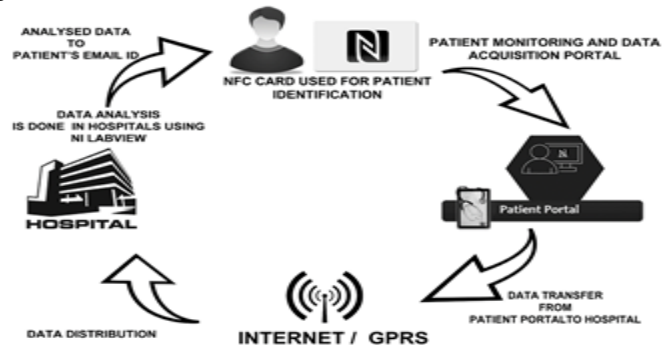 ANALYSED DATA
TO
PATIENT'S EMAIL ID
NFC CARD USED FOR PATIENT
IDENTIFICATION
PATIENT MONITORING AND DATA
ACQUISITION PORTAL
Patient Portal
DATA TRANSFER
FROM
PATIENT PORTALTO HOSPITAL
INTERNET / GPRS
DATA DISTRIBUTION
HOSPITAL
DATA ANALYSIS
IS DONE IN HOSPITALS USING
NI LABVIEW